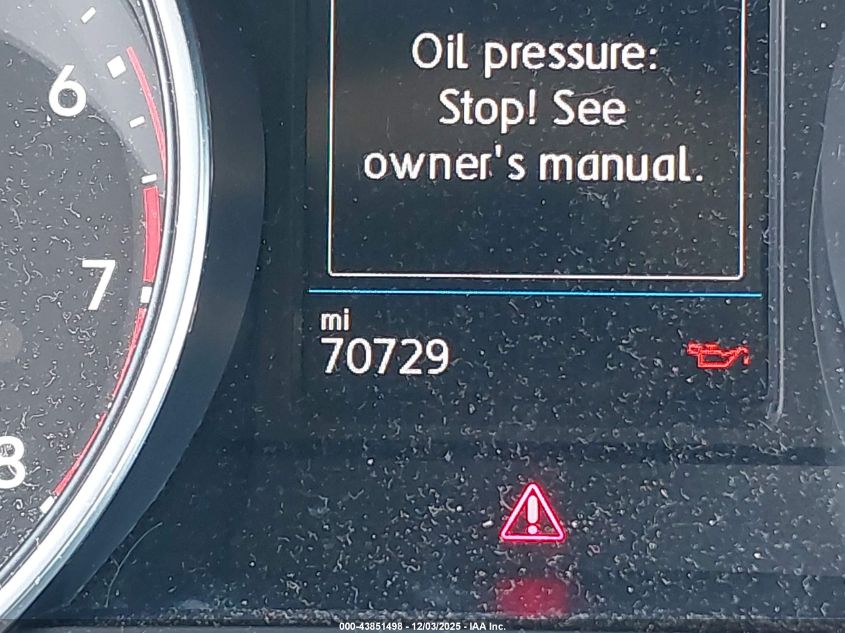 6
7
8
Oil pressure:
Stop! See
owner's manual.
mi
70729
000-43851498 - 12/03/2025 - IAA Inc.